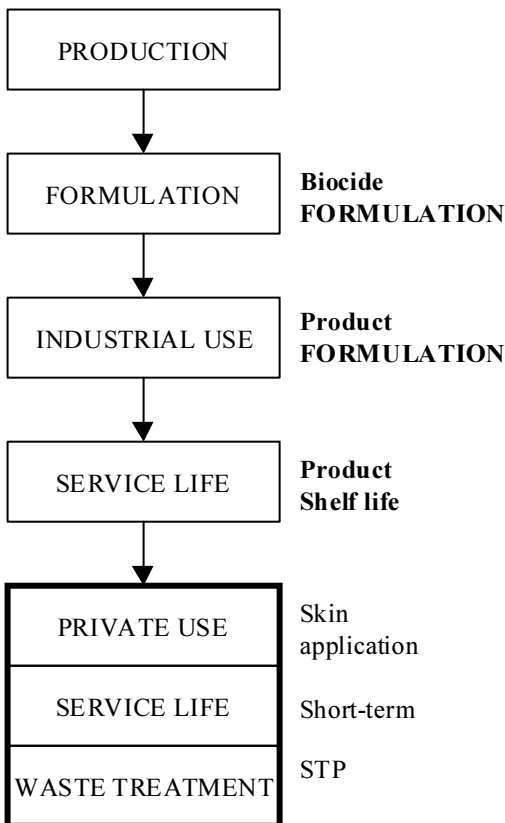 PRODUCTION
FORMULATION
Biocide
FORMULATION
INDUSTRIAL USE
Product
FORMULATION
SERVICE LIFE
Product
Shelf life
PRIVATE USE
Skin
application
SERVICE LIFE
Short-term
WASTE TREATMENT
STP